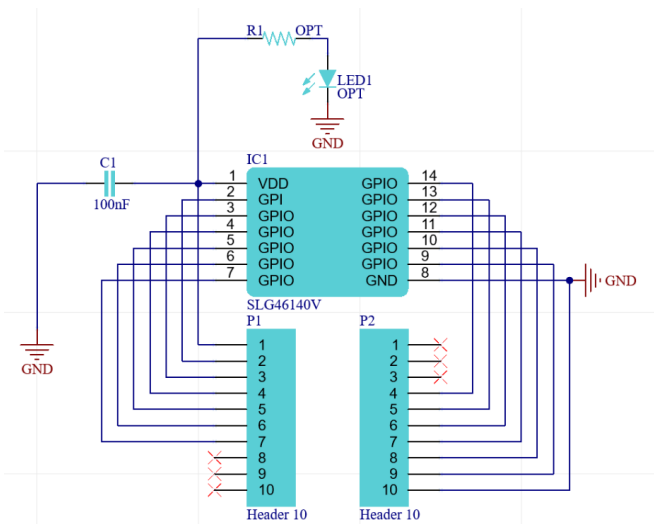 R1 OPT
LED1
OPT
GND
C1
100nF
IC1
1 VDD GPIO 14
2 GPI GPIO 13
3 GPIO GPIO 12
4 GPIO GPIO 11
5 GPIO GPIO 10
6 GPIO GPIO 9
7 GPIO GND 8
GND
SLG46140V
P1 P2
1 1
2 2
3 3
4 4
5 5
6 6
7 7
8 8
9 9
10 10
Header 10 Header 10
GND